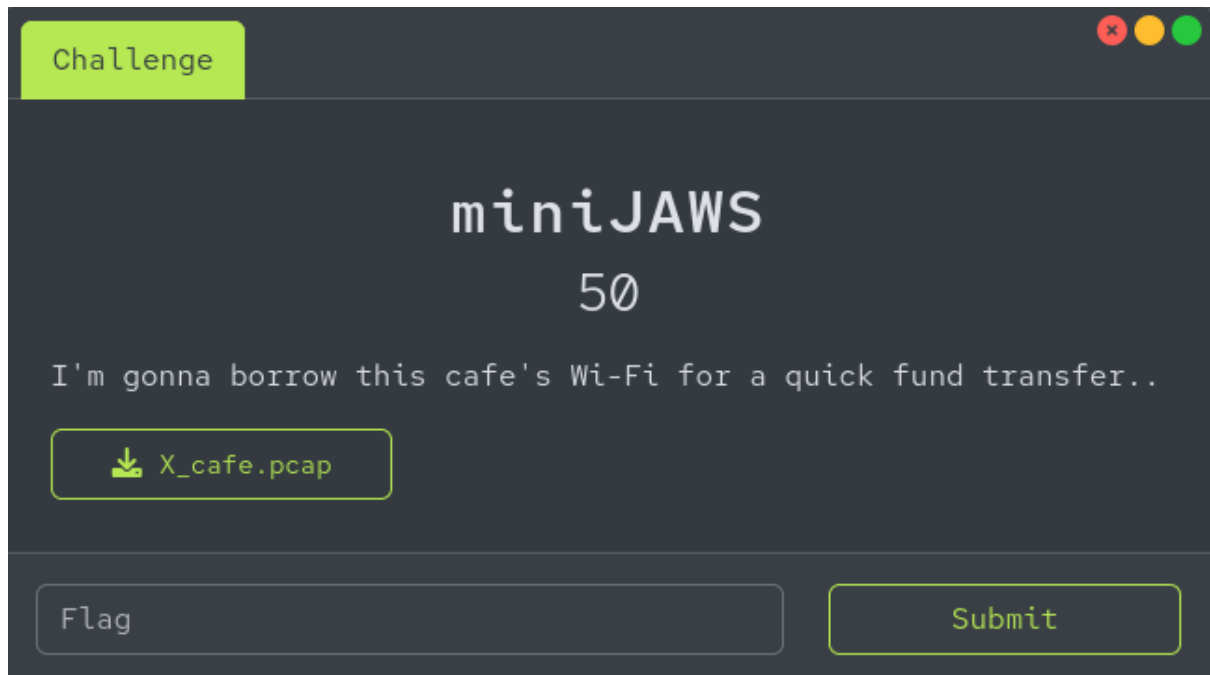 Challenge
miniJAWS
50
I'm gonna borrow this cafe's Wi-Fi for a quick fund transfer..
X_cafe.pcap
Flag
Submit